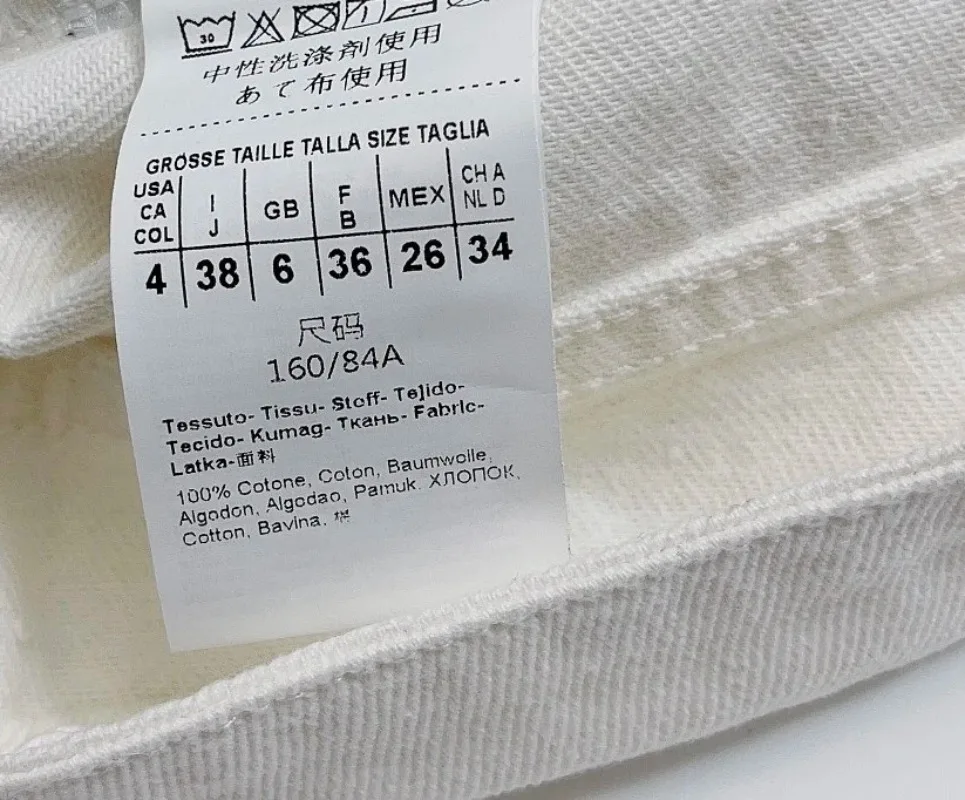 30
中性洗涤剂使用
あて布使用
GROSSE TAILLE TALLA SIZE TAGLIA
USA CA COL | I J | GB | F B | MEX | CH A NL D
4 | 38 | 6 | 36 | 26 | 34
尺码
160/84A
Tessuto- Tissu- Stoff- Tejido-
Tecido- Kumag- Ткань- Fabric-
Latka-面料
100% Cotone, Coton, Baumwolle,
Algodon, Algodao, Pamuk. ХЛОПОК,
Cotton, Bavlna.